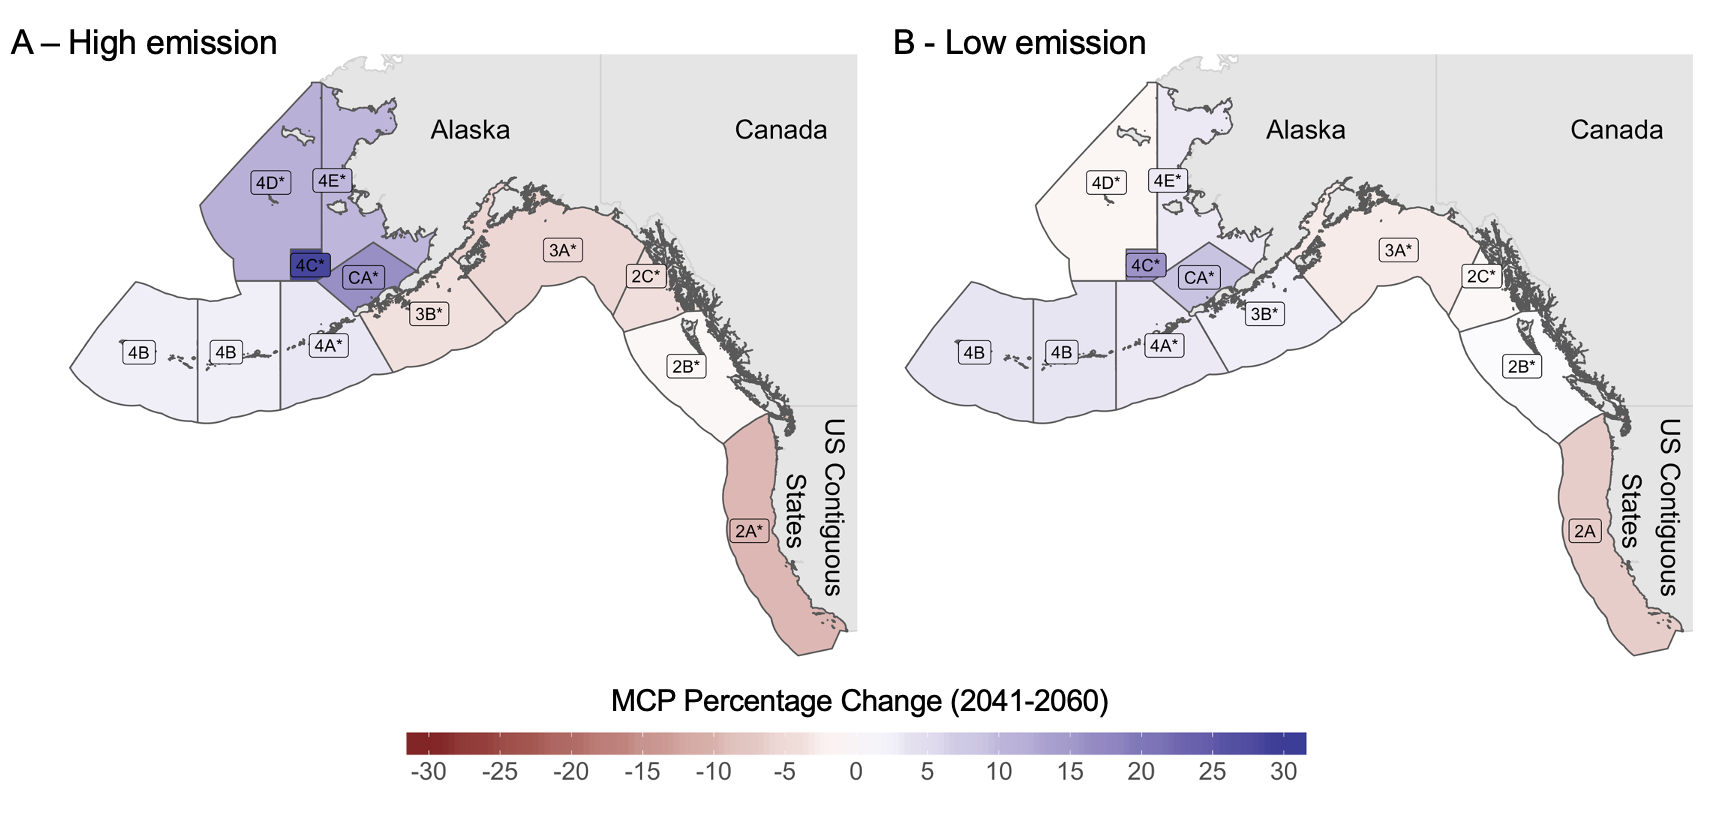 A – High emission
B - Low emission
Alaska
Canada
4D*
4E*
4C*
CA*
3A*
2C*
3B*
4B
4B
4A*
2B*
2A*
US Contiguous
States
Alaska
Canada
4D*
4E*
4C*
CA*
3A*
2C*
3B*
4B
4B
4A*
2B*
2A
US Contiguous
States
MCP Percentage Change (2041-2060)
-30 -25 -20 -15 -10 -5 0 5 10 15 20 25 30